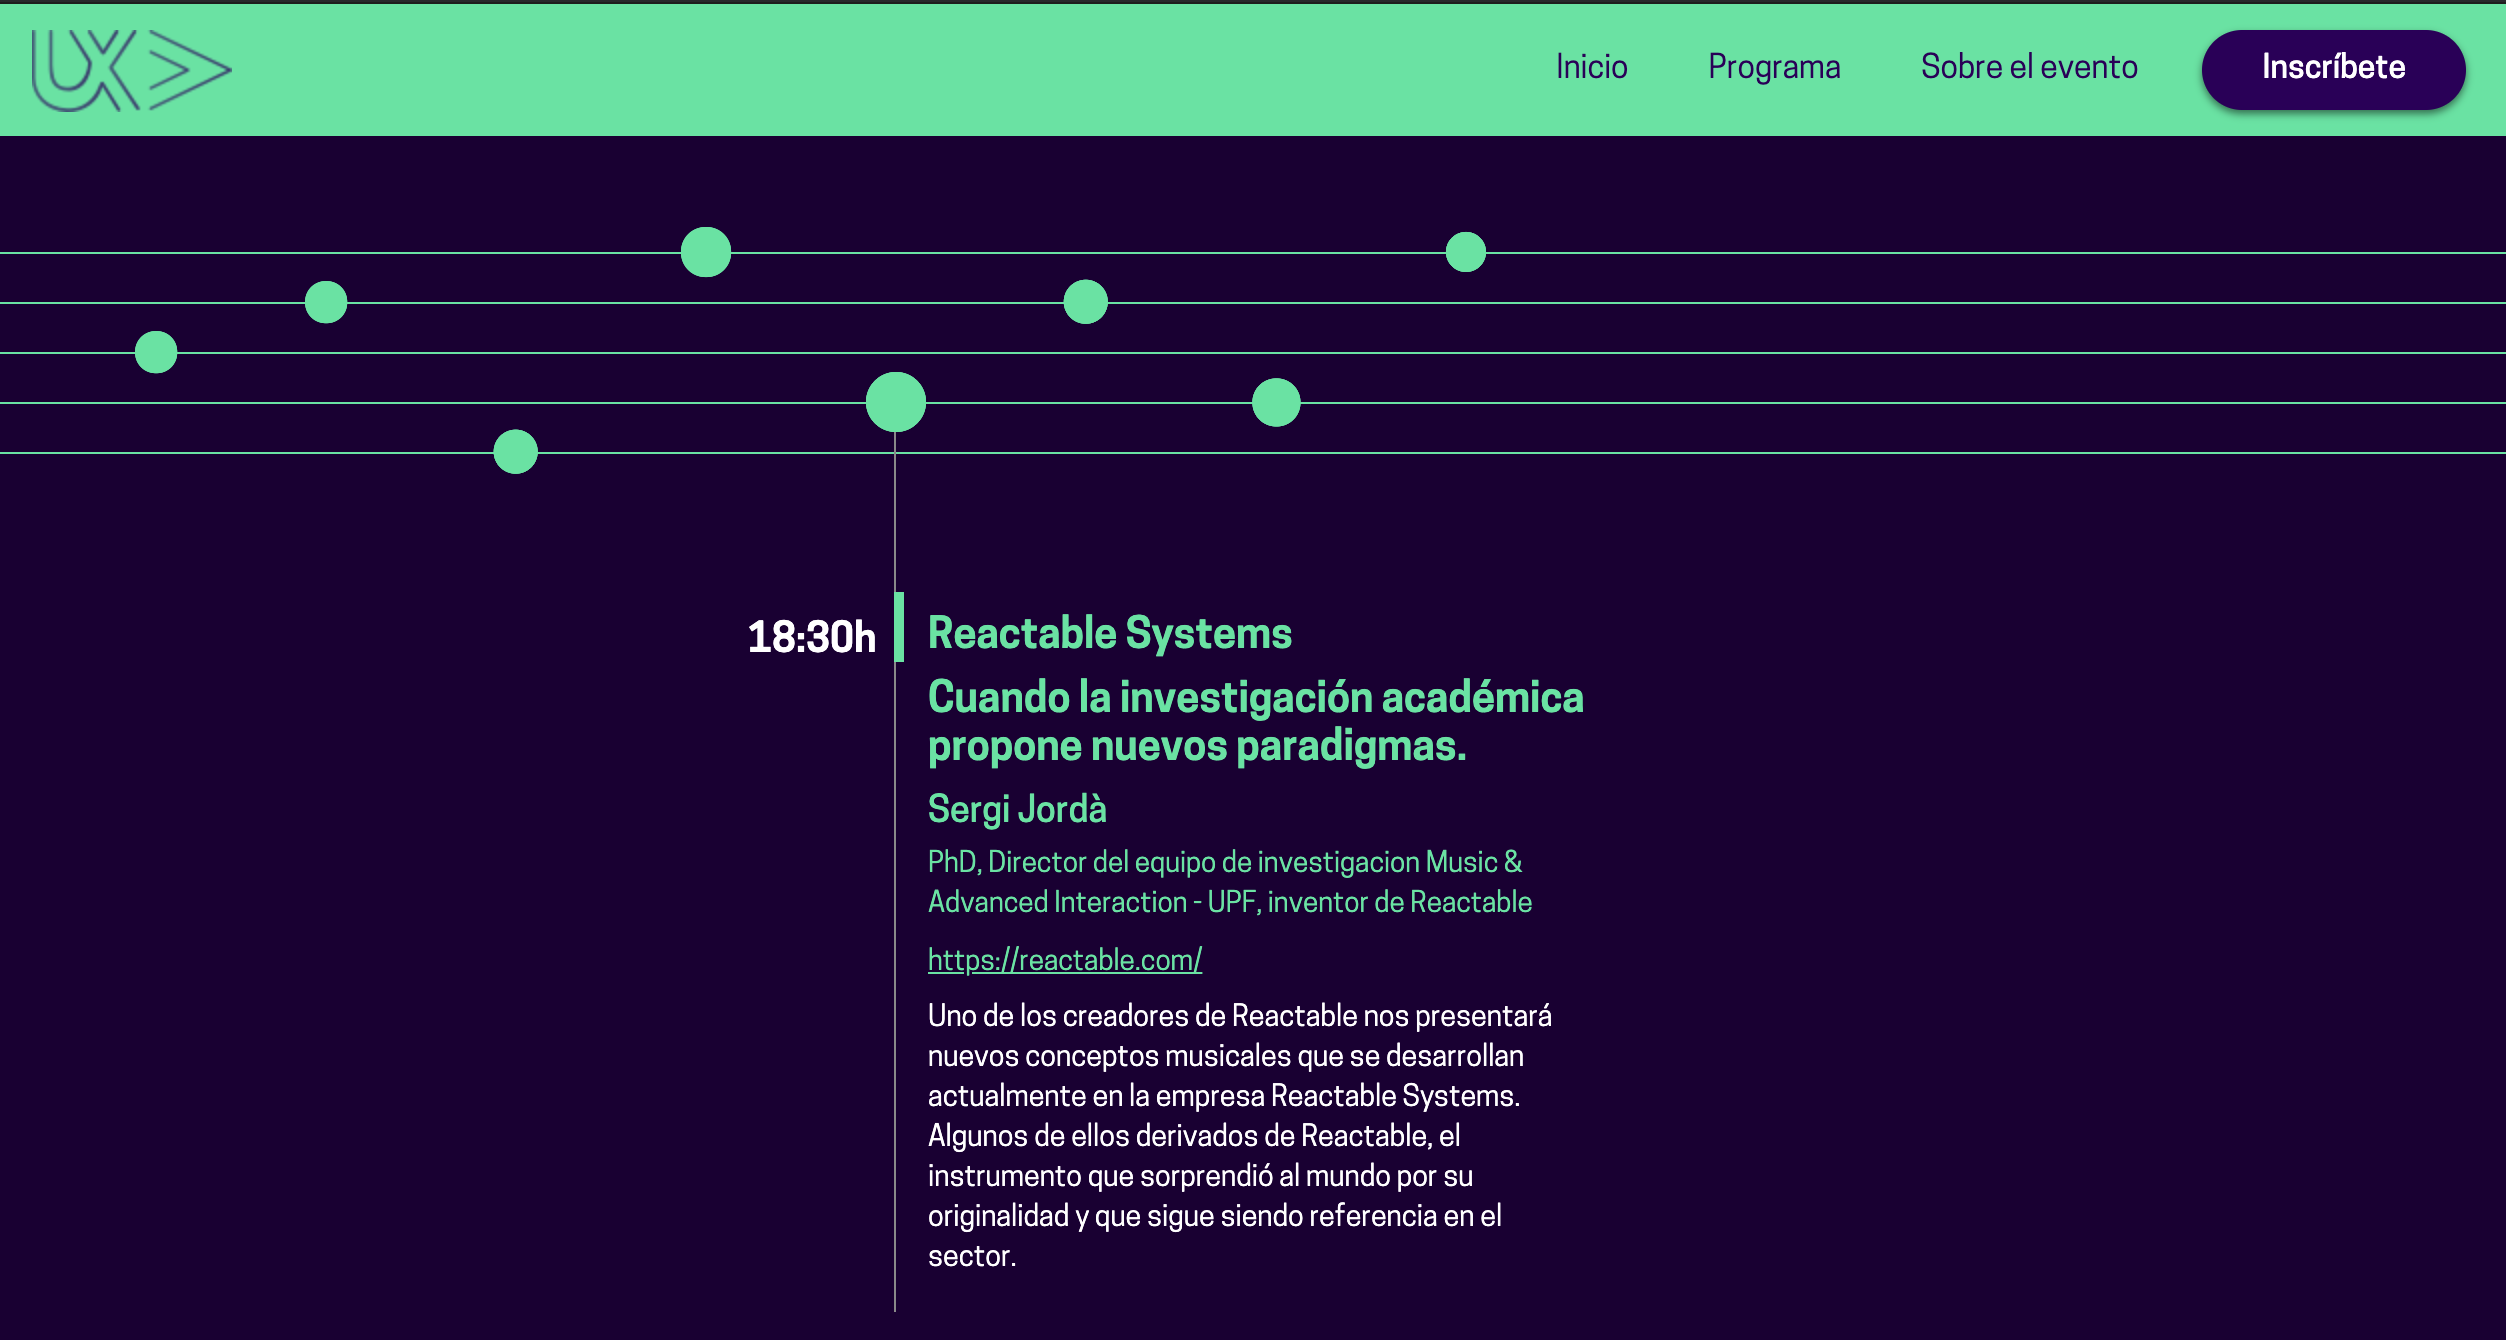 UX
Inicio
Programa
Sobre el evento
Inscríbete
18:30h
Reactable Systems
Cuando la investigación académica
propone nuevos paradigmas.
Sergi Jordà
PhD, Director del equipo de investigacion Music &
Advanced Interaction - UPF, inventor de Reactable
https://reactable.com/
Uno de los creadores de Reactable nos presentará
nuevos conceptos musicales que se desarrollan
actualmente en la empresa Reactable Systems.
Algunos de ellos derivados de Reactable, el
instrumento que sorprendió al mundo por su
originalidad y que sigue siendo referencia en el
sector.